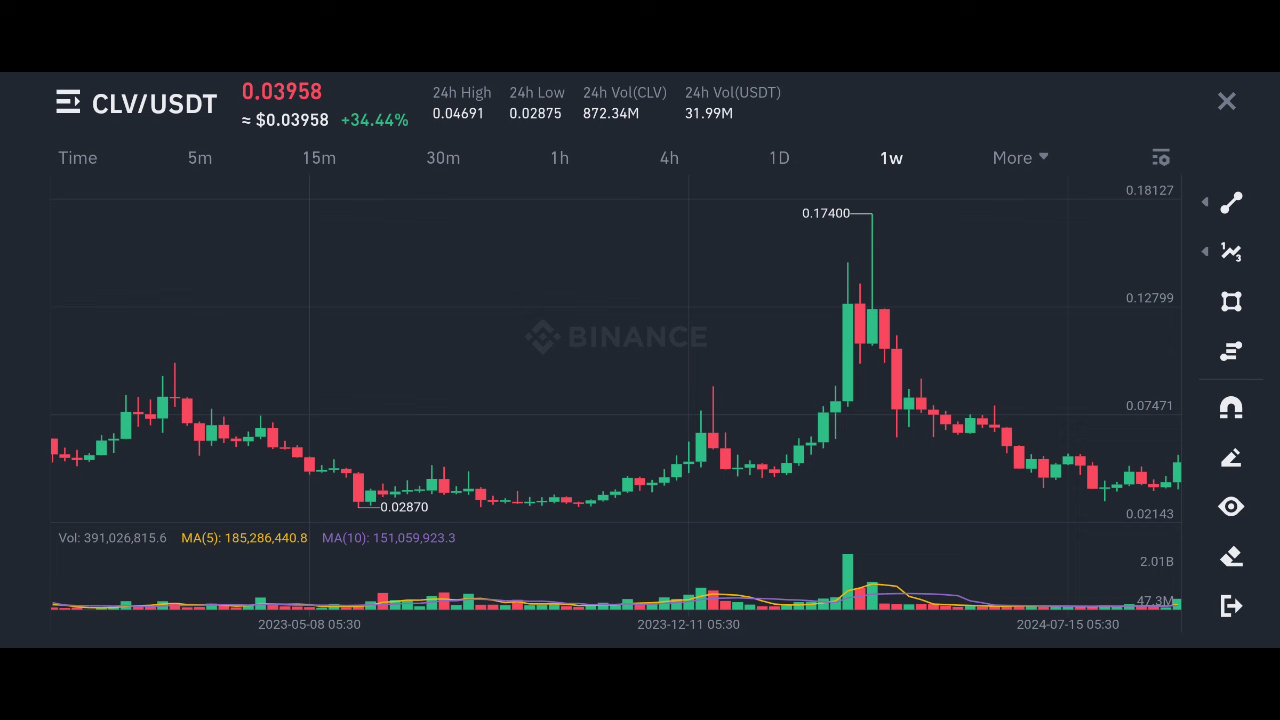 CLV/USDT
0.03958
≈ $0.03958 +34.44%
24h High 24h Low 24h Vol(CLV) 24h Vol(USDT)
0.04691 0.02875 872.34M 31.99M
Time 5m 15m 30m 1h 4h 1D 1w More
0.18127
0.17400
0.12799
BINANCE
0.07471
0.02870
0.02143
Vol: 391,026,815.6 MA(5): 185,286,440.8 MA(10): 151,059,923.3
2.01B
47.3M
2023-05-08 05:30 2023-12-11 05:30 2024-07-15 05:30